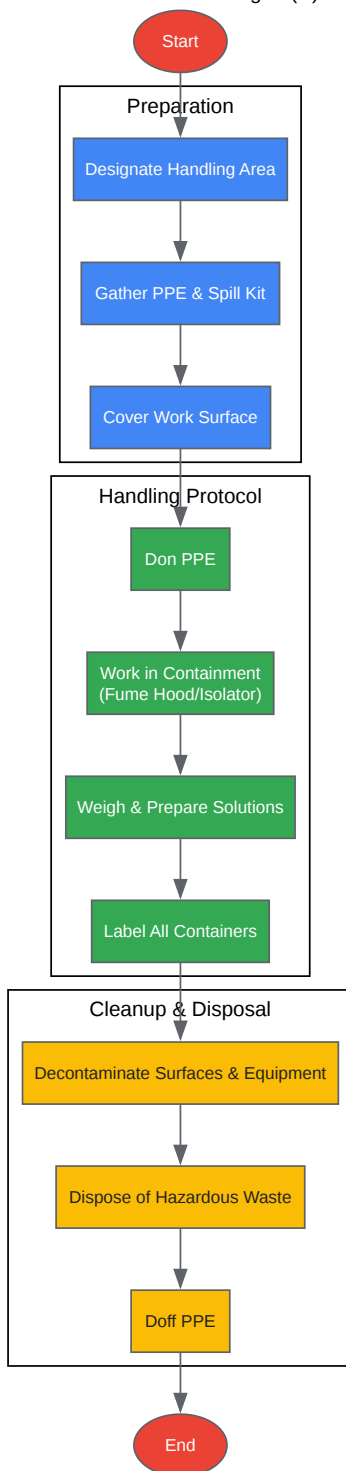 Start
Preparation
Designate Handling Area
Gather PPE & Spill Kit
Cover Work Surface
Handling Protocol
Don PPE
Work in Containment
(Fume Hood/Isolator)
Weigh & Prepare Solutions
Label All Containers
Cleanup & Disposal
Decontaminate Surfaces & Equipment
Dispose of Hazardous Waste
Doff PPE
End